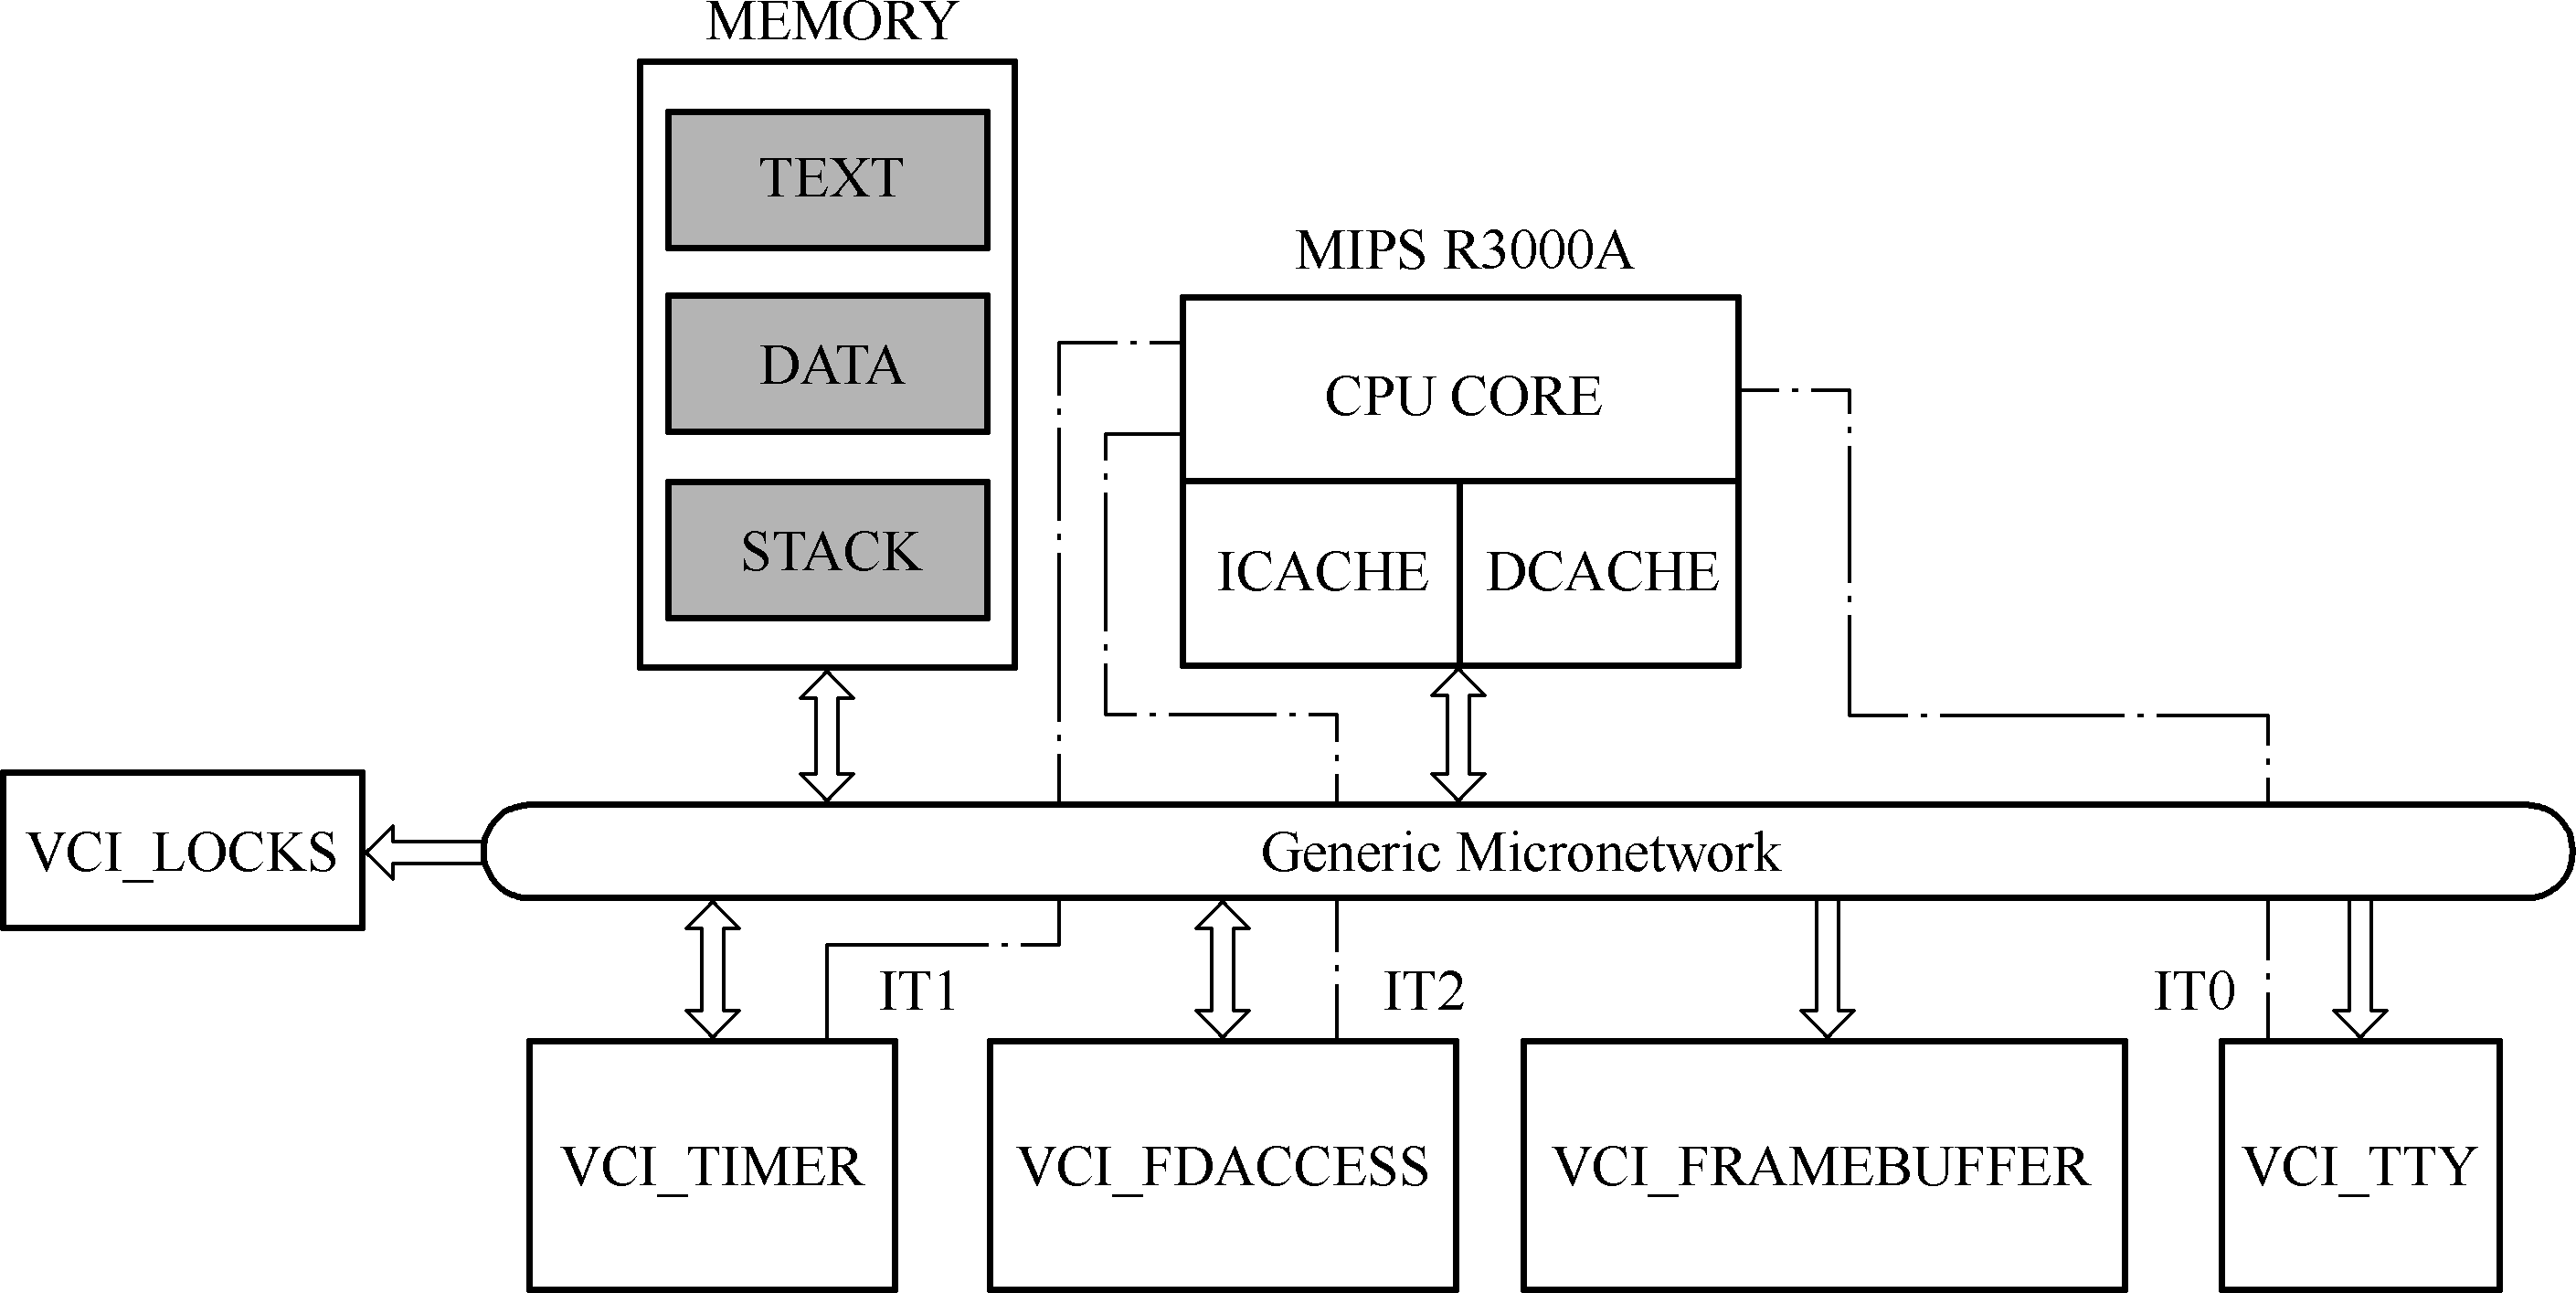 MEMORY
TEXT
DATA
STACK
MIPS R3000A
CPU CORE
ICACHE
DCACHE
VCI_LOCKS
Generic Micronetwork
IT1
IT2
IT0
VCI_TIMER
VCI_FDACCESS
VCI_FRAMEBUFFER
VCI_TTY